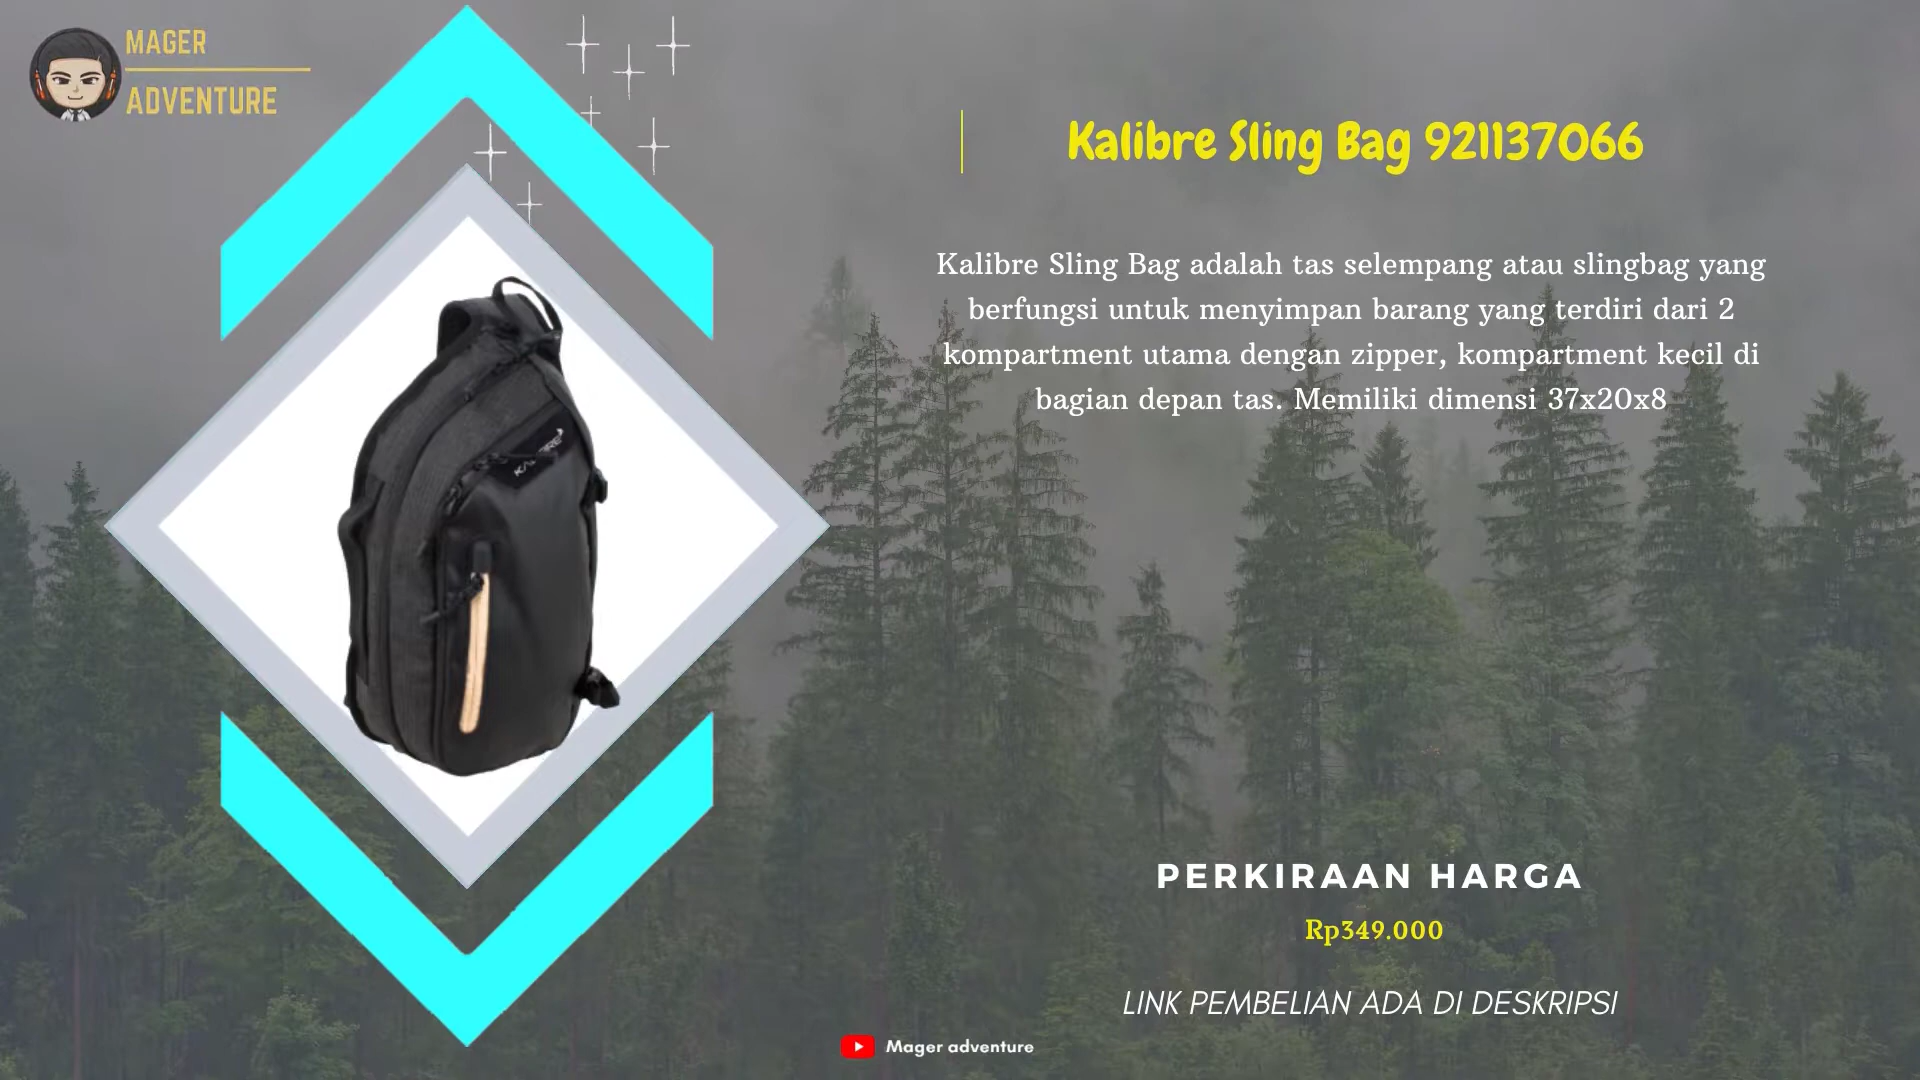 MAGER
ADVENTURE
Kalibre Sling Bag 921137066
Kalibre Sling Bag adalah tas selempang atau slingbag yang
berfungsi untuk menyimpan barang yang terdiri dari 2
kompartment utama dengan zipper, kompartment kecil di
bagian depan tas. Memiliki dimensi 37x20x8
PERKIRAAN HARGA
Rp349.000
LINK PEMBELIAN ADA DI DESKRIPSI
Mager adventure